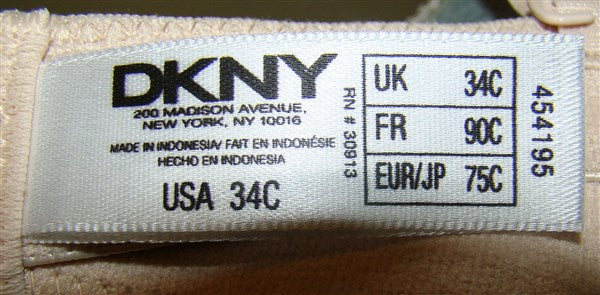 DKNY
200 MADISON AVENUE,
NEW YORK, NY 10016
MADE IN INDONESIA/ FAIT EN INDONÉSIE
HECHO EN INDONESIA
USA 34C
RN # 30913
UK 34C
FR 90C
EUR/JP 75C
454195